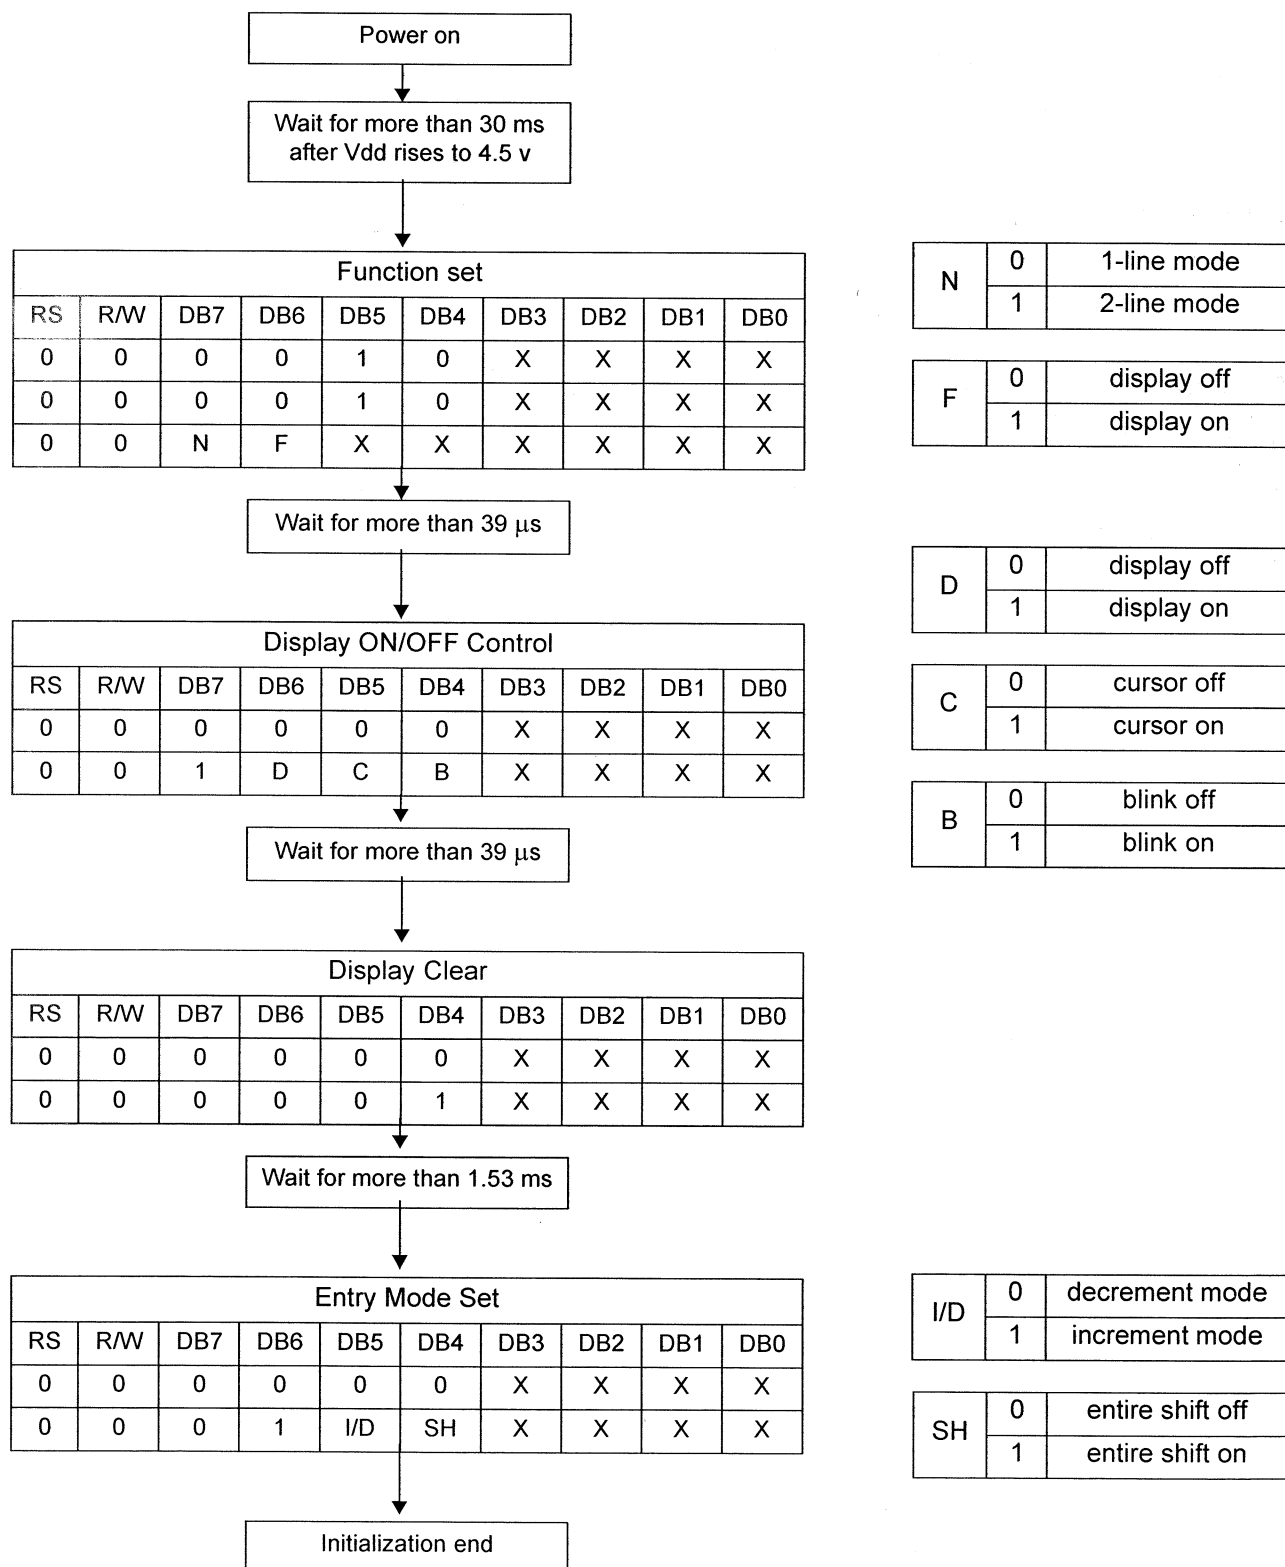 Power on
Wait for more than 30 ms
after Vdd rises to 4.5 v
Function set
RS R/W DB7 DB6 DB5 DB4 DB3 DB2 DB1 DB0
0 0 0 0 1 0 X X X X
0 0 0 0 1 0 X X X X
0 0 N F X X X X X X
N 0 1-line mode
1 2-line mode
F 0 display off
1 display on
Wait for more than 39 μs
Display ON/OFF Control
RS R/W DB7 DB6 DB5 DB4 DB3 DB2 DB1 DB0
0 0 0 0 0 0 X X X X
0 0 1 D C B X X X X
D 0 display off
1 display on
C 0 cursor off
1 cursor on
B 0 blink off
1 blink on
Wait for more than 39 μs
Display Clear
RS R/W DB7 DB6 DB5 DB4 DB3 DB2 DB1 DB0
0 0 0 0 0 0 X X X X
0 0 0 0 0 1 X X X X
Wait for more than 1.53 ms
Entry Mode Set
RS R/W DB7 DB6 DB5 DB4 DB3 DB2 DB1 DB0
0 0 0 0 0 0 X X X X
0 0 0 1 I/D SH X X X X
I/D 0 decrement mode
1 increment mode
SH 0 entire shift off
1 entire shift on
Initialization end